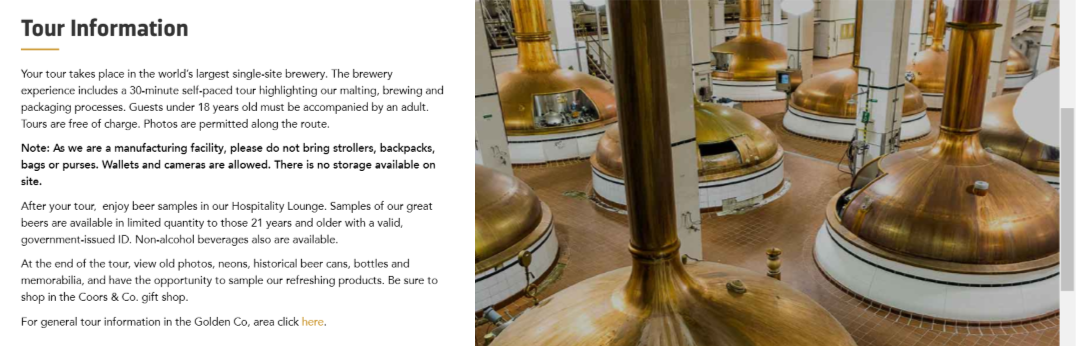 Tour Information
Your tour takes place in the world's largest single-site brewery. The brewery
experience includes a 30-minute self-paced tour highlighting our malting, brewing and
packaging processes. Guests under 18 years old must be accompanied by an adult.
Tours are free of charge. Photos are permitted along the route.
Note: As we are a manufacturing facility, please do not bring strollers, backpacks,
bags or purses. Wallets and cameras are allowed. There is no storage available on
site.
After your tour,  enjoy beer samples in our Hospitality Lounge. Samples of our great
beers are available in limited quantity to those 21 years and older with a valid,
government-issued ID. Non-alcohol beverages also are available.
At the end of the tour, view old photos, neons, historical beer cans, bottles and
memorabilia, and have the opportunity to sample our refreshing products. Be sure to
shop in the Coors & Co. gift shop.
For general tour information in the Golden Co, area click here.